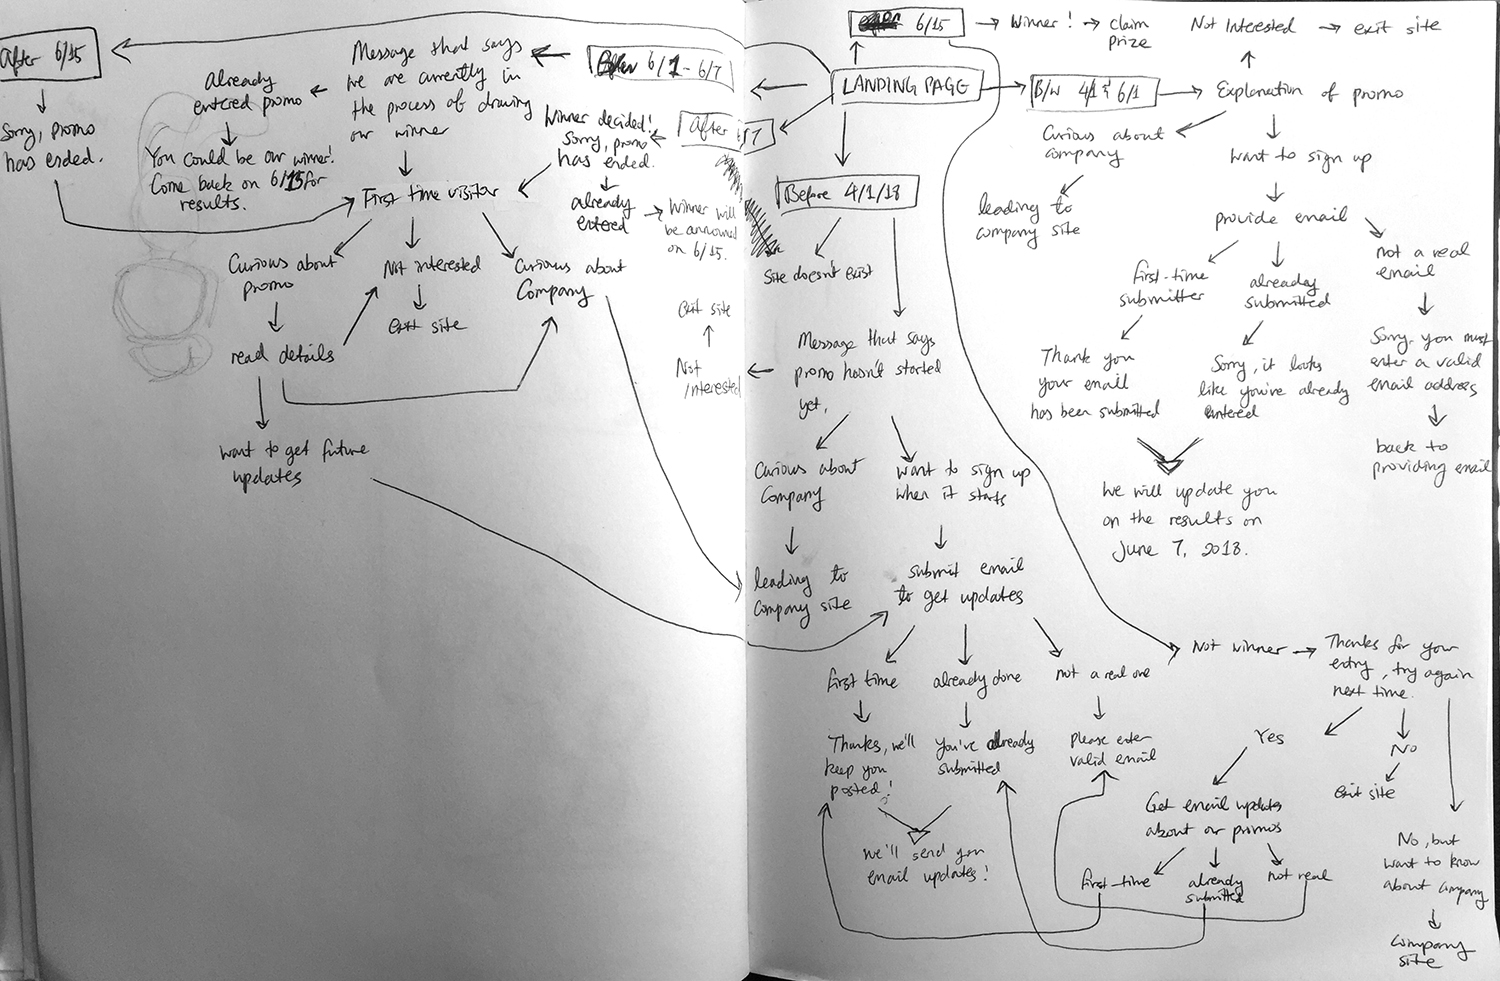 After 6/15
Sorry, promo
has ended.
already
entered promo
You could be our winner!
Come back on 6/15 for
results.
Message that says
we are currently in
the process of drawing
our winner
6/1 - 6/7
After 6/7
Winner decided!
Sorry, promo
has ended.
already
entered
Winner will
be announced
on 6/15.
First time visitor
Curious about
promo
Not interested
exit site
Curious about
Company
read details
want to get future
updates
6/15
Winner!
claim
prize
LANDING PAGE
Before 4/1/18
Site doesn't exist
Message that says
promo hasn't started
yet,
Not
interested
exit site
Curious about
Company
leading to
Company site
want to sign up
when it starts
submit email
to get updates
First time
Thanks, we'll
keep you
posted!
already done
You've already
submitted
not a real one
Please enter
valid email
we'll send you
email updates!
B/W 4/1 & 6/1
Explanation of promo
Not Interested
exit site
Curious about
company
leading to
company site
want to sign up
provide email
First-time
submitter
Thank you
your email
has been submitted
already
submitted
Sorry, it looks
like you've already
entered
not a real
email
Sorry, you must
enter a valid
email address
back to
providing email
We will update you
on the results on
June 7, 2018.
Not winner
Thanks for your
entry, try again
next time.
Yes
Get email updates
about our promos
first-time
already
submitted
not real
No
exit site
No, but
want to know
about company
Company
site